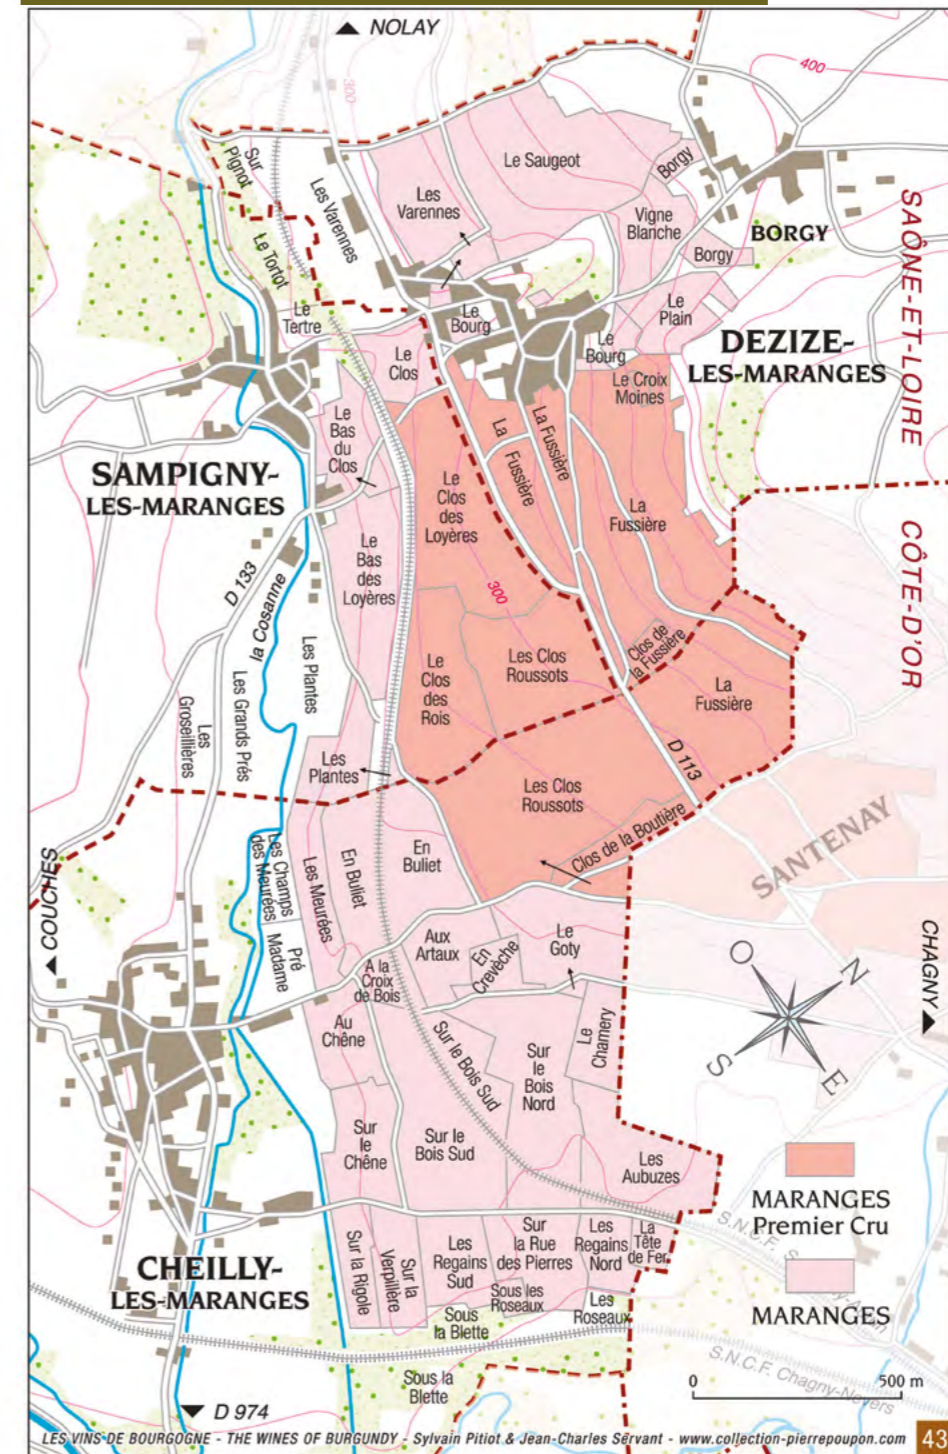 NOLAY
400
300
Sur
Pignot
Les Varennes
Les
Varennes
Le Saugeot
Borgy
Vigne
Blanche
BORGY
Borgy
SAÔNE-ET-LOIRE
Le Tortot
Le
Tertre
Le
Bourg
Le
Plain
Le
Bourg
DEZIZE-
LES-MARANGES
Le
Clos
Le Croix
Moines
Le
Bas
du
Clos
La
Fussière
La Fussière
SAMPIGNY-
LES-MARANGES
Le
Clos
des
Loyères
La
Fussière
CÔTE-D'OR
Le
Bas
des
Loyères
D 133
la Cosanne
300
Les Plantes
Le
Clos
des
Rois
Les Clos
Roussots
Clos de
la Fussière
La
Fussière
Les
Groseillières
Les Grands Prés
Les
Plantes
D 113
Les Clos
Roussots
Clos de la Boutière
SANTENAY
COUCHES
Les Champs
des Meurées
Les Meurées
En Buliet
En
Buliet
CHAGNY
Pré
Madame
Aux
Artaux
En
Crevèche
Le
Goty
A la
Croix
de Bois
Au
Chêne
O
N
S
E
Sur le Bois Sud
Sur
le
Bois
Nord
Le
Chamery
Sur
le
Chêne
Sur le
Bois Sud
Les
Aubuzes
MARANGES
Premier Cru
MARANGES
CHEILLY-
LES-MARANGES
Sur la Rigole
Sur la
Verpillère
Les
Regains
Sud
Sur
la Rue
des Pierres
Les
Regains
Nord
La
Tête
de Fer
Sous les
Roseaux
Les
Roseaux
Sous
la Blette
Sous la
Blette
S.N.C.F. Chagny-Nevers
0
500 m
D 974
LES VINS DE BOURGOGNE - THE WINES OF BURGUNDY - Sylvain Pitiot & Jean-Charles Servant - www.collection-pierrepoupon.com
43